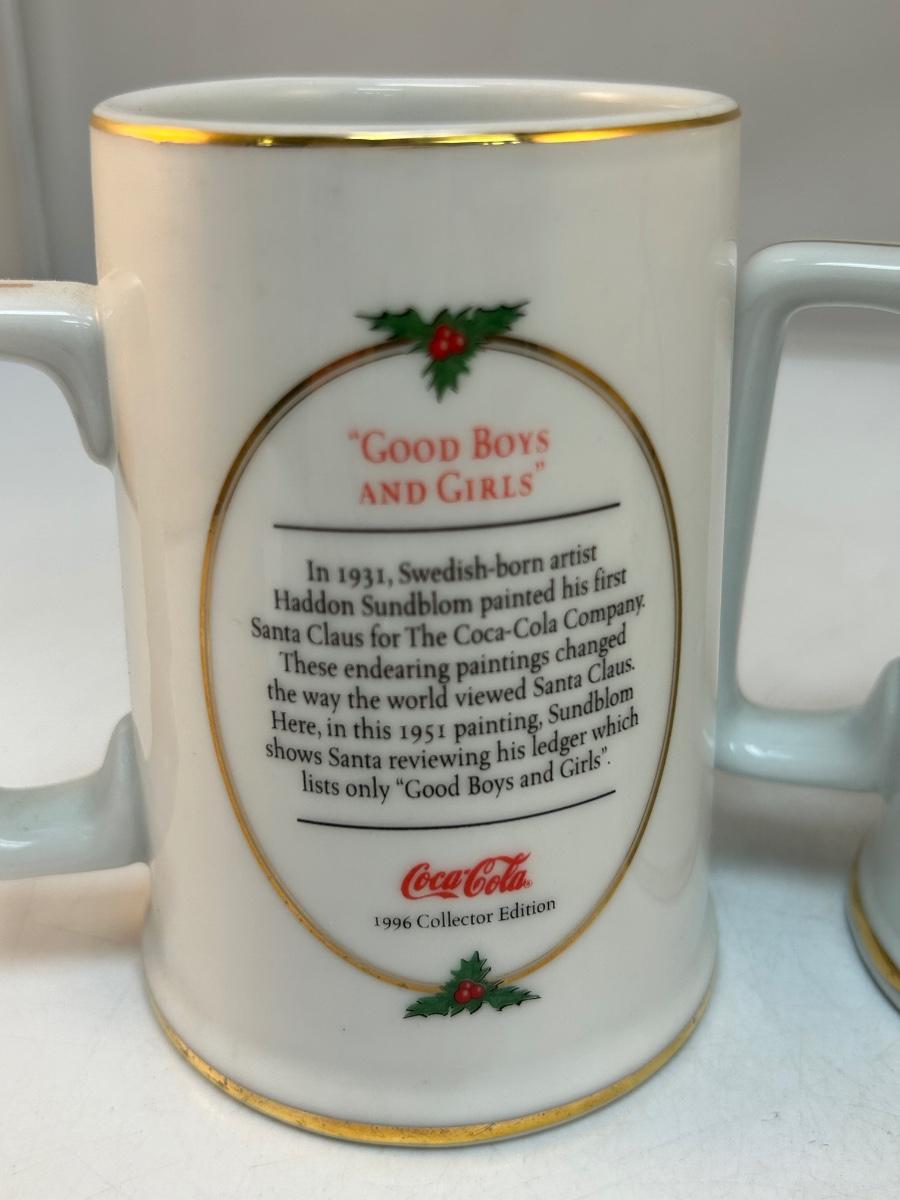 “GOOD BOYS
AND GIRLS”
In 1931, Swedish-born artist
Haddon Sundblom painted his first
Santa Claus for The Coca-Cola Company.
These endearing paintings changed
the way the world viewed Santa Claus.
Here, in this 1951 painting, Sundblom
shows Santa reviewing his ledger which
lists only “Good Boys and Girls”.
Coca-Cola®
1996 Collector Edition